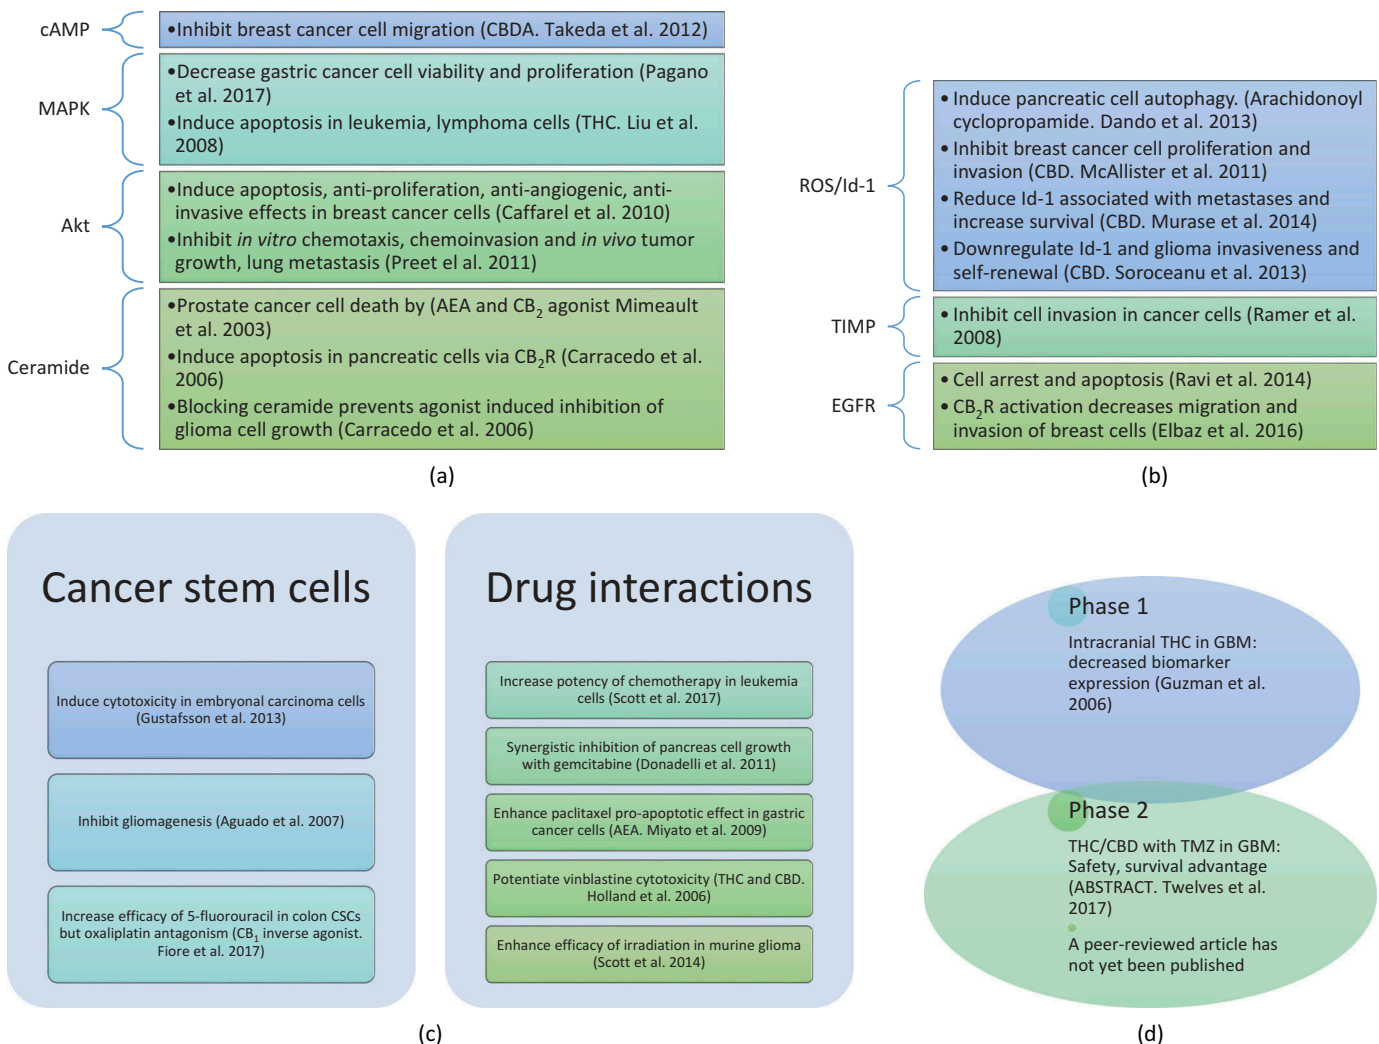 cAMP
•Inhibit breast cancer cell migration (CBDA. Takeda et al. 2012)
MAPK
•Decrease gastric cancer cell viability and proliferation (Pagano
et al. 2017)
•Induce apoptosis in leukemia, lymphoma cells (THC. Liu et al.
2008)
Akt
•Induce apoptosis, anti-proliferation, anti-angiogenic, anti-
invasive effects in breast cancer cells (Caffarel et al. 2010)
•Inhibit in vitro chemotaxis, chemoinvasion and in vivo tumor
growth, lung metastasis (Preet el al. 2011)
Ceramide
•Prostate cancer cell death by (AEA and CB2 agonist Mimeault
et al. 2003)
•Induce apoptosis in pancreatic cells via CB2R (Carracedo et al.
2006)
•Blocking ceramide prevents agonist induced inhibition of
glioma cell growth (Carracedo et al. 2006)
(a)
ROS/Id-1
• Induce pancreatic cell autophagy. (Arachidonoyl
cyclopropamide. Dando et al. 2013)
• Inhibit breast cancer cell proliferation and
invasion (CBD. McAllister et al. 2011)
• Reduce Id-1 associated with metastases and
increase survival (CBD. Murase et al. 2014)
• Downregulate Id-1 and glioma invasiveness and
self-renewal (CBD. Soroceanu et al. 2013)
TIMP
• Inhibit cell invasion in cancer cells (Ramer et al.
2008)
EGFR
• Cell arrest and apoptosis (Ravi et al. 2014)
• CB2R activation decreases migration and
invasion of breast cells (Elbaz et al. 2016)
(b)
Cancer stem cells
Induce cytotoxicity in embryonal carcinoma cells
(Gustafsson et al. 2013)
Inhibit gliomagenesis (Aguado et al. 2007)
Increase efficacy of 5-fluorouracil in colon CSCs
but oxaliplatin antagonism (CB1 inverse agonist.
Fiore et al. 2017)
Drug interactions
Increase potency of chemotherapy in leukemia
cells (Scott et al. 2017)
Synergistic inhibition of pancreas cell growth
with gemcitabine (Donadelli et al. 2011)
Enhance paclitaxel pro-apoptotic effect in gastric
cancer cells (AEA. Miyato et al. 2009)
Potentiate vinblastine cytotoxicity (THC and CBD.
Holland et al. 2006)
Enhance efficacy of irradiation in murine glioma
(Scott et al. 2014)
(c)
Phase 1
Intracranial THC in GBM:
decreased biomarker
expression (Guzman et al.
2006)
Phase 2
THC/CBD with TMZ in GBM:
Safety, survival advantage
(ABSTRACT. Twelves et al.
2017)
A peer-reviewed article has
not yet been published
(d)